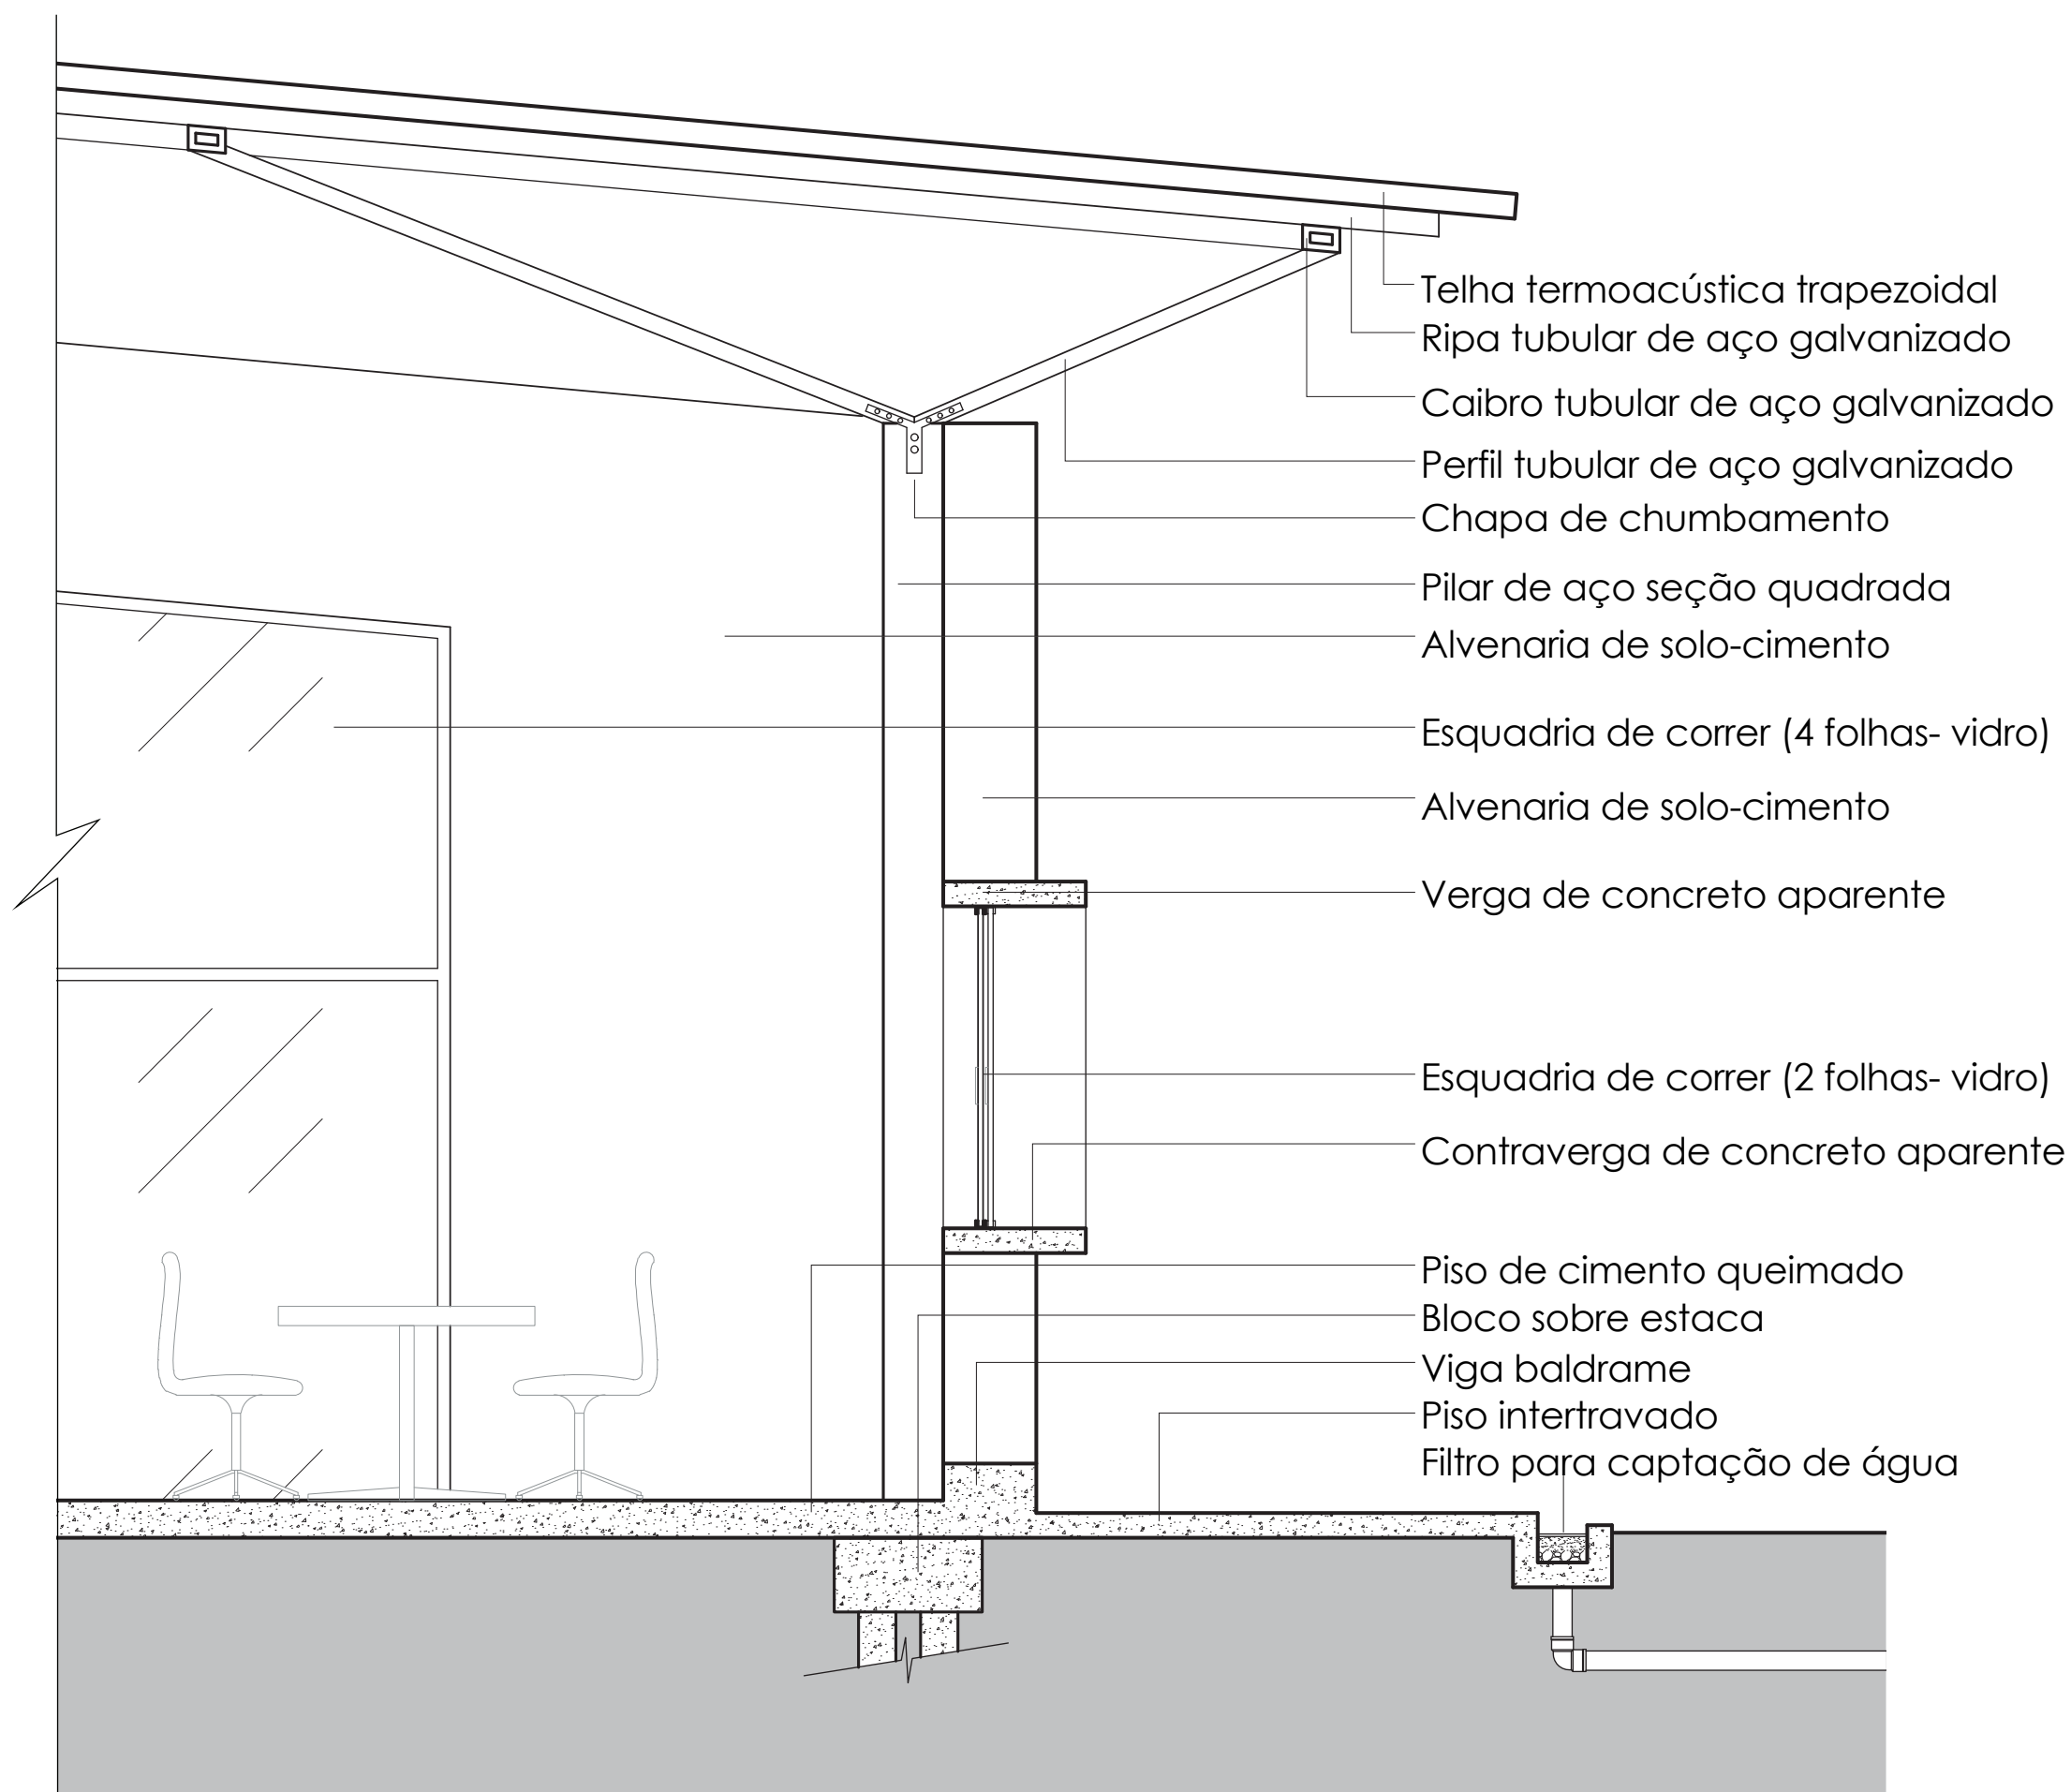 Telha termoacústica trapezoidal
Ripa tubular de aço galvanizado
Caibro tubular de aço galvanizado
Perfil tubular de aço galvanizado
Chapa de chumbamento
Pilar de aço seção quadrada
Alvenaria de solo-cimento
Esquadria de correr (4 folhas- vidro)
Alvenaria de solo-cimento
Verga de concreto aparente
Esquadria de correr (2 folhas- vidro)
Contraverga de concreto aparente
Piso de cimento queimado
Bloco sobre estaca
Viga baldrame
Piso intertravado
Filtro para captação de água